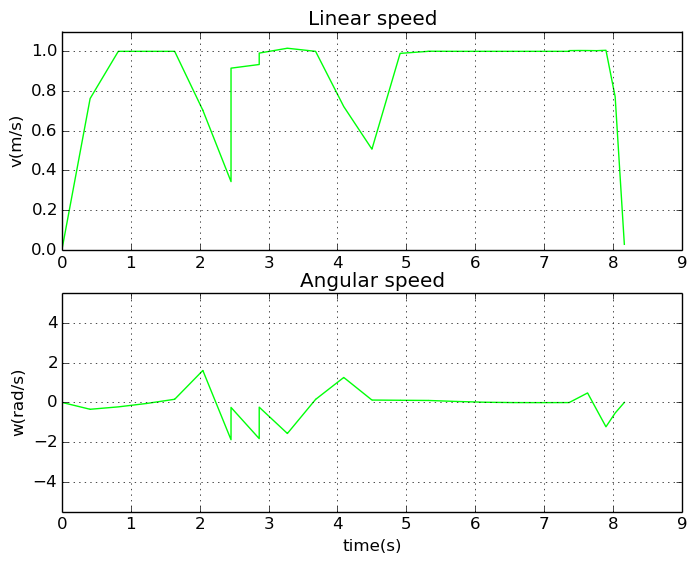 Linear speed
v(m/s)
1.0
0.8
0.6
0.4
0.2
0.0
0 1 2 3 4 5 6 7 8 9
Angular speed
w(rad/s)
4
2
0
−2
−4
0 1 2 3 4 5 6 7 8 9
time(s)